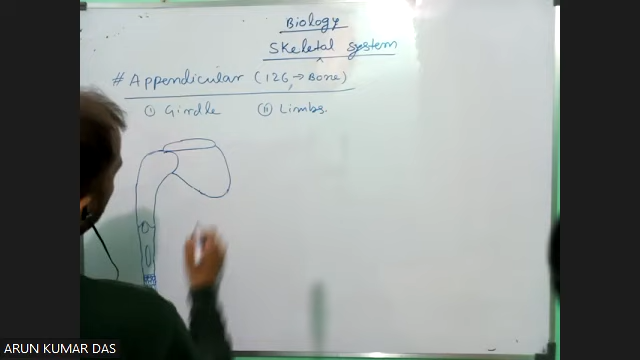 Biology
Skeletal system
# Appendicular (126 → Bone)
(i) Girdle (ii) Limbs.
ARUN KUMAR DAS